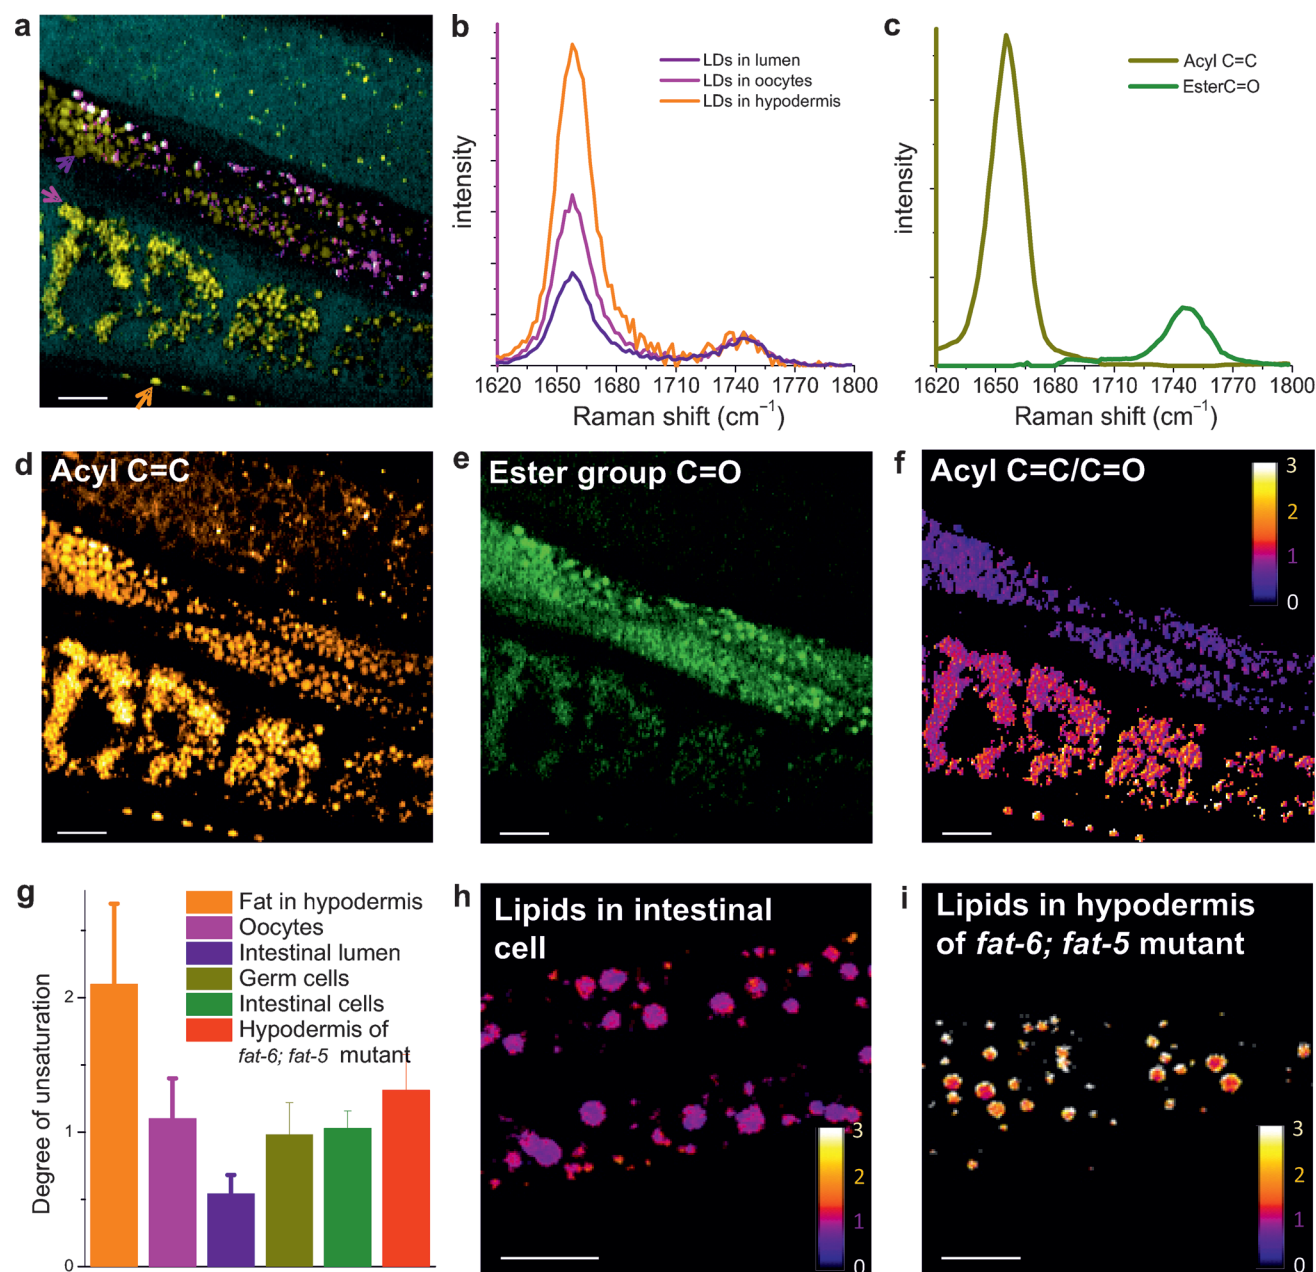 a
b
LDs in lumen
LDs in oocytes
LDs in hypodermis
intensity
1620 1650 1680 1710 1740 1770 1800
Raman shift (cm⁻¹)
c
Acyl C=C
EsterC=O
intensity
1620 1650 1680 1710 1740 1770 1800
Raman shift (cm⁻¹)
d
Acyl C=C
e
Ester group C=O
f
Acyl C=C/C=O
3
2
1
0
g
Fat in hypodermis
Oocytes
Intestinal lumen
Germ cells
Intestinal cells
Hypodermis of
fat-6; fat-5 mutant
Degree of unsaturation
2
1
0
h
Lipids in intestinal
cell
3
2
1
0
i
Lipids in hypodermis
of fat-6; fat-5 mutant
3
2
1
0